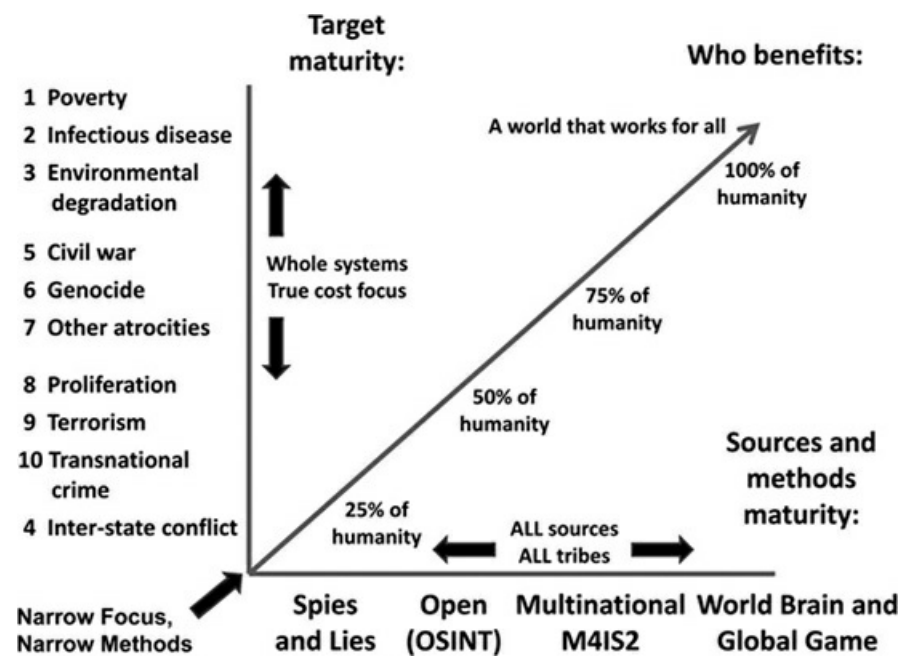 Target
maturity:
Who benefits:
1 Poverty
2 Infectious disease
3 Environmental
degradation
5 Civil war
6 Genocide
7 Other atrocities
8 Proliferation
9 Terrorism
10 Transnational
crime
4 Inter-state conflict
Whole systems
True cost focus
A world that works for all
100% of
humanity
75% of
humanity
50% of
humanity
25% of
humanity
ALL sources
ALL tribes
Sources and
methods
maturity:
Narrow Focus,
Narrow Methods
Spies
and Lies
Open
(OSINT)
Multinational
M4IS2
World Brain and
Global Game